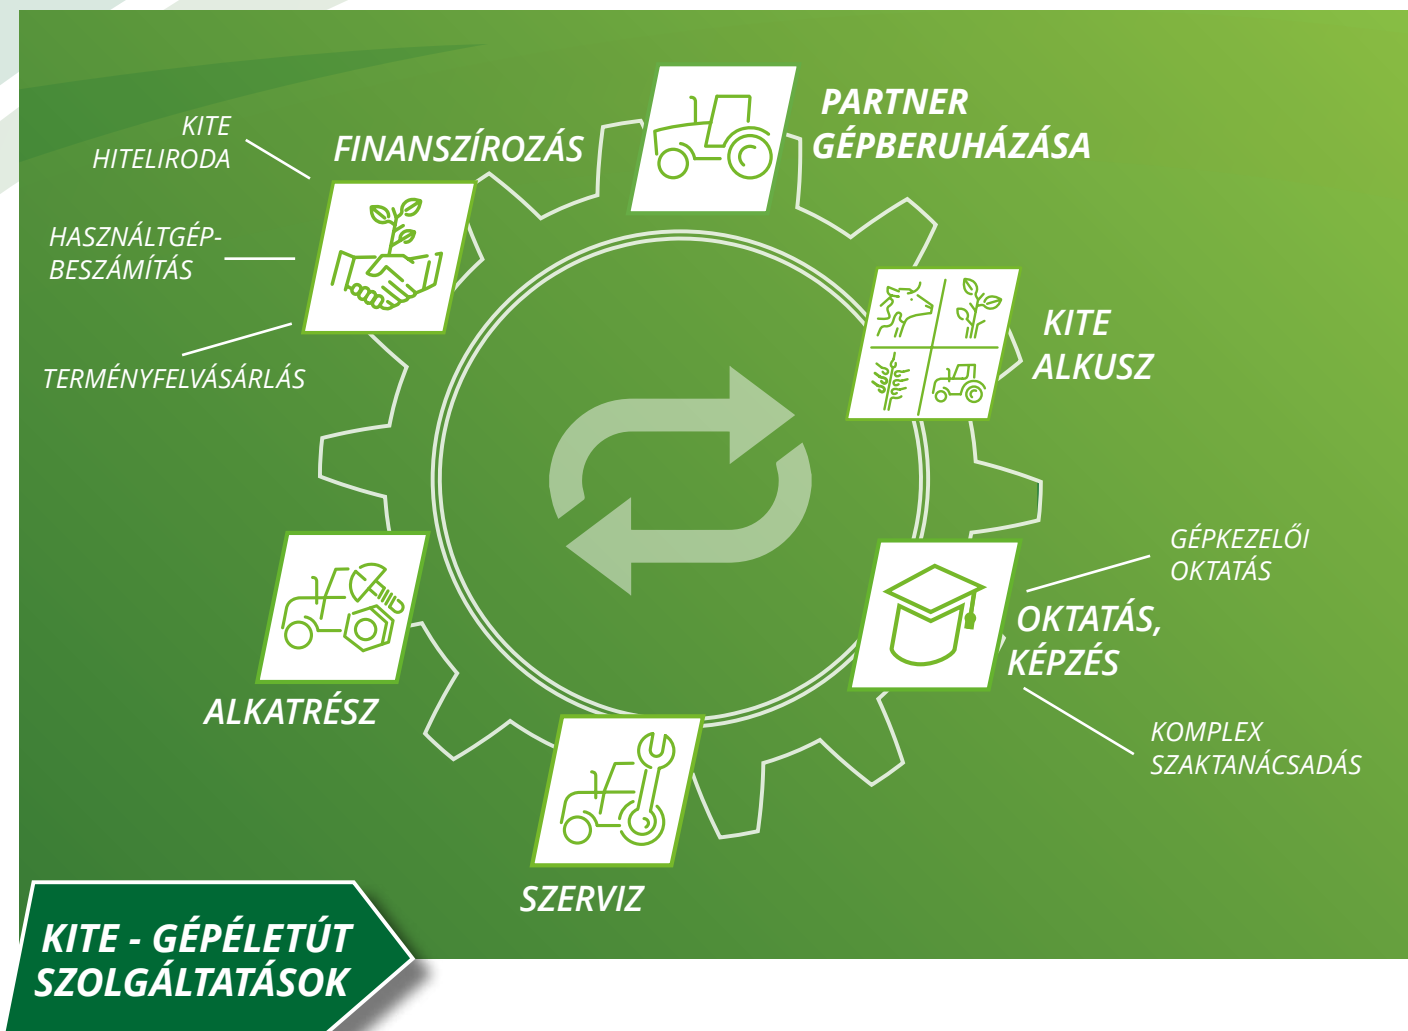 PARTNER
GÉPBERUHÁZÁSA
KITE
ALKUSZ
GÉPKEZELŐI
OKTATÁS
OKTATÁS,
KÉPZÉS
KOMPLEX
SZAKTANÁCSADÁS
SZERVIZ
ALKATRÉSZ
FINANSZÍROZÁS
KITE
HITELIRODA
HASZNÁLTGÉP-
BESZÁMÍTÁS
TERMÉNYFELVÁSÁRLÁS
KITE - GÉPÉLETÚT
SZOLGÁLTATÁSOK